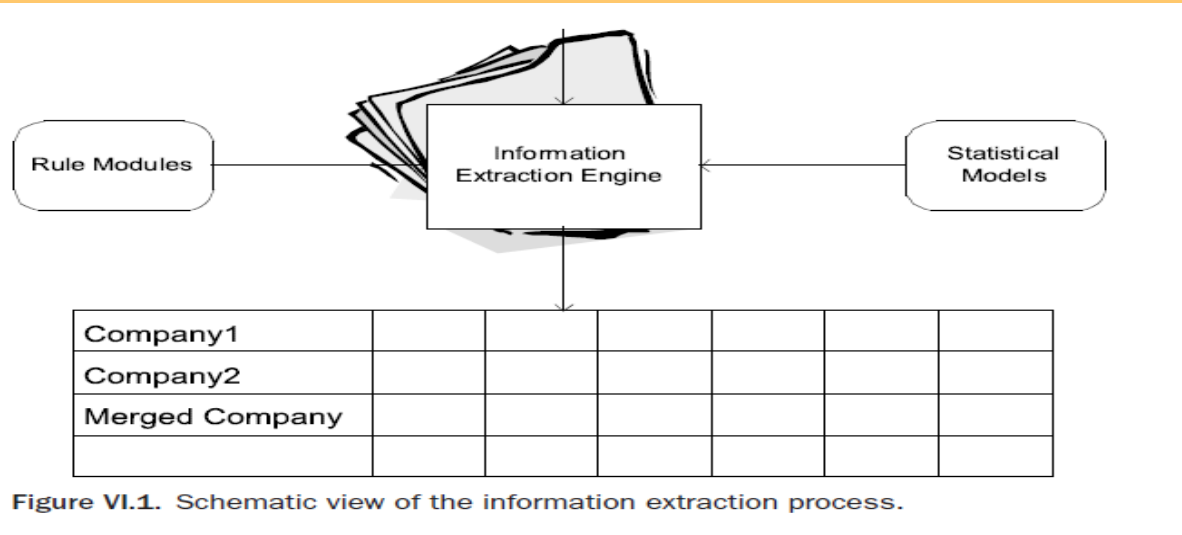 Rule Modules
Information
Extraction Engine
Statistical
Models
Company1
Company2
Merged Company
Figure VI.1. Schematic view of the information extraction process.